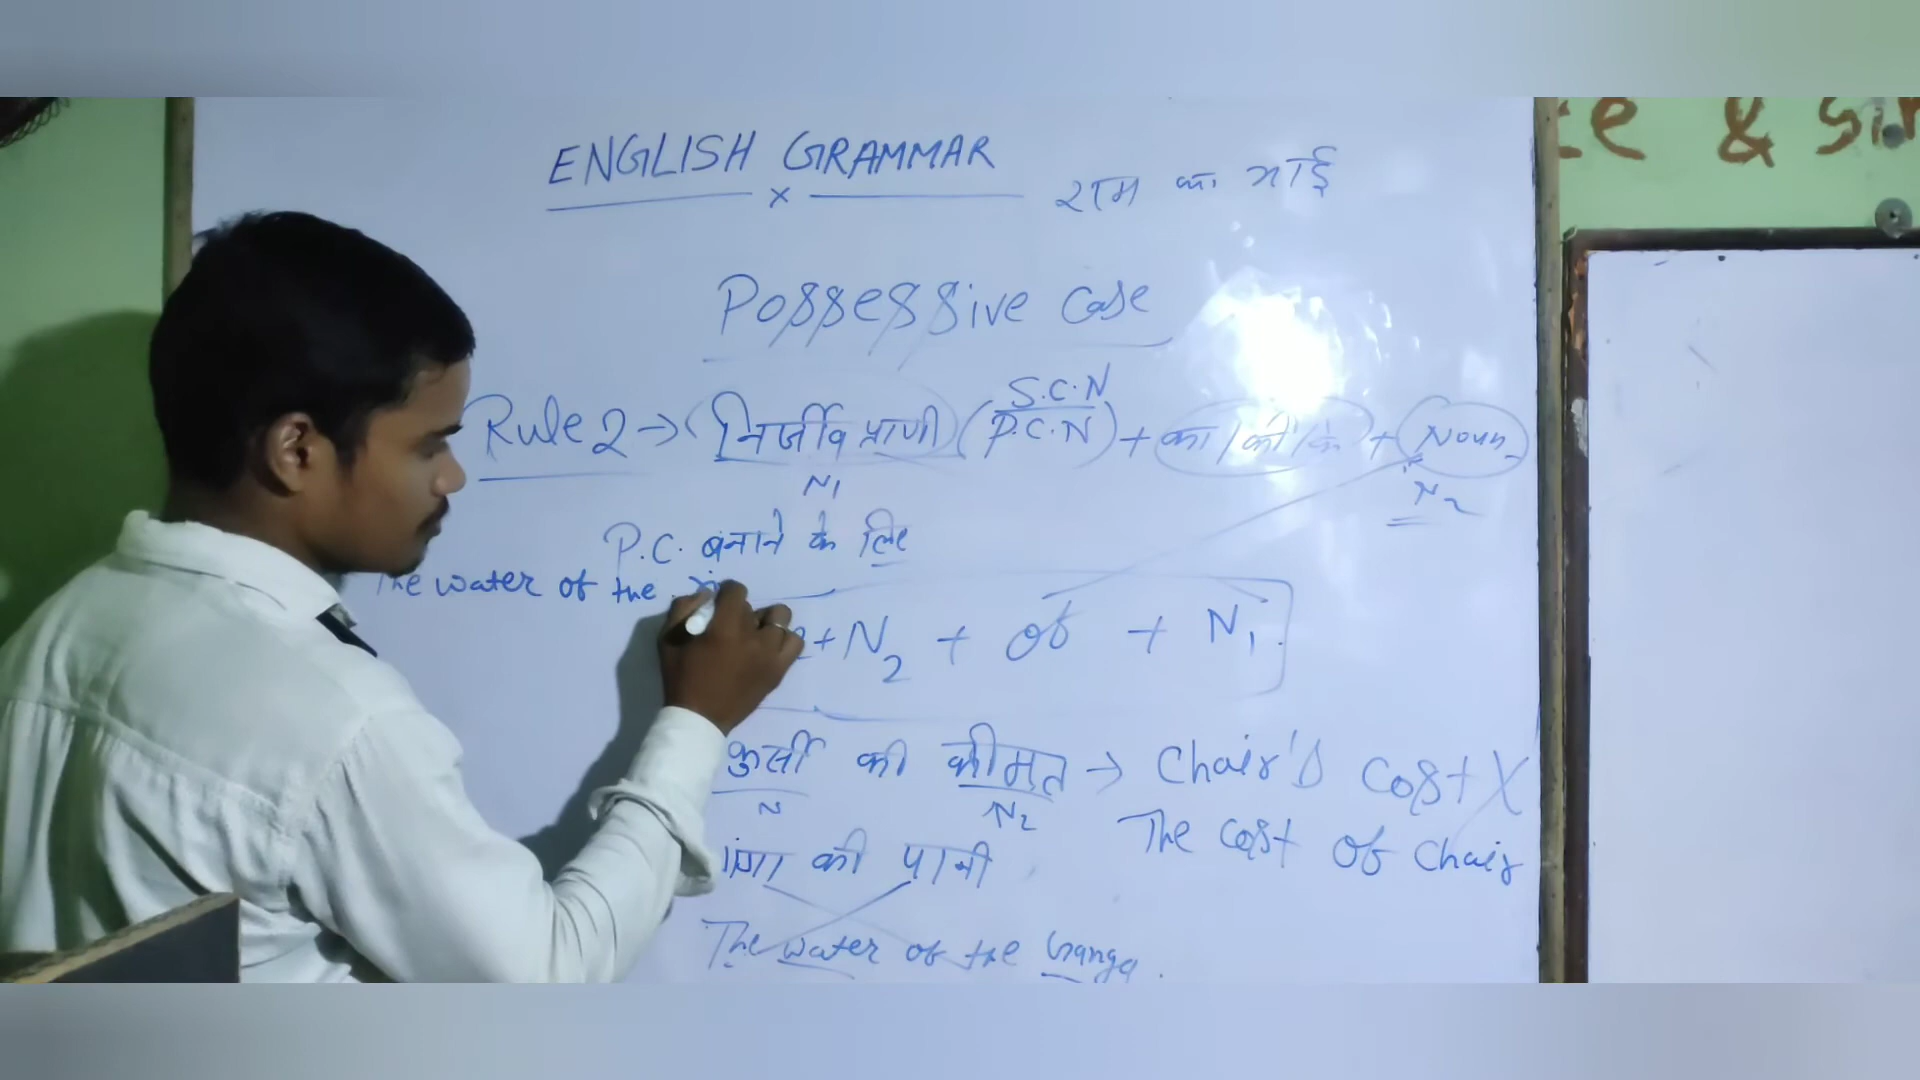 ENGLISH GRAMMAR
राम का भाई
Possessive Case
Rule 2 → निर्जीव प्राणी (S.C.N / P.C.N) + का/की/के + Noun
N1 N2
P.C. बनाने के लिए
The water of the
+ N2 + of + N1.
कुर्सी की कीमत → Chair's Cost X
N N2
The Cost of Chair
की पानी
The water of the Ganga.
&